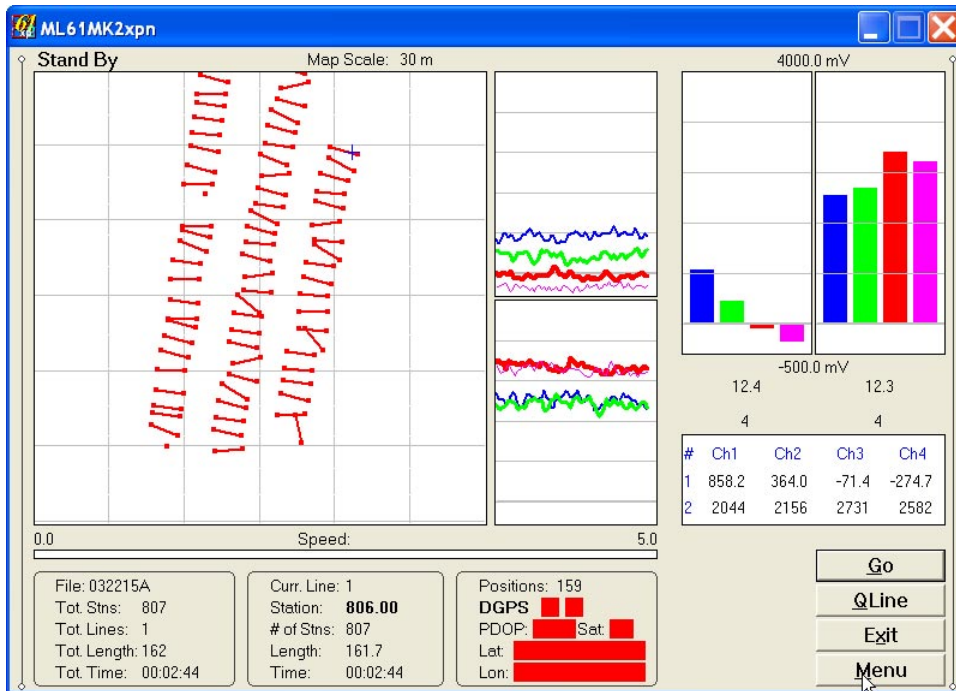 ML61MK2xpn
Stand By Map Scale: 30 m 4000.0 mV
-500.0 mV
12.4 12.3
4 4
# Ch1 Ch2 Ch3 Ch4
1 858.2 364.0 -71.4 -274.7
2 2044 2156 2731 2582
0.0 Speed: 5.0
File: 032215A
Tot. Stns: 807
Tot. Lines: 1
Tot. Length: 162
Tot. Time: 00:02:44
Curr. Line: 1
Station: 806.00
# of Stns: 807
Length: 161.7
Time: 00:02:44
Positions: 159
DGPS
PDOP: Sat:
Lat:
Lon:
Go
QLine
Exit
Menu